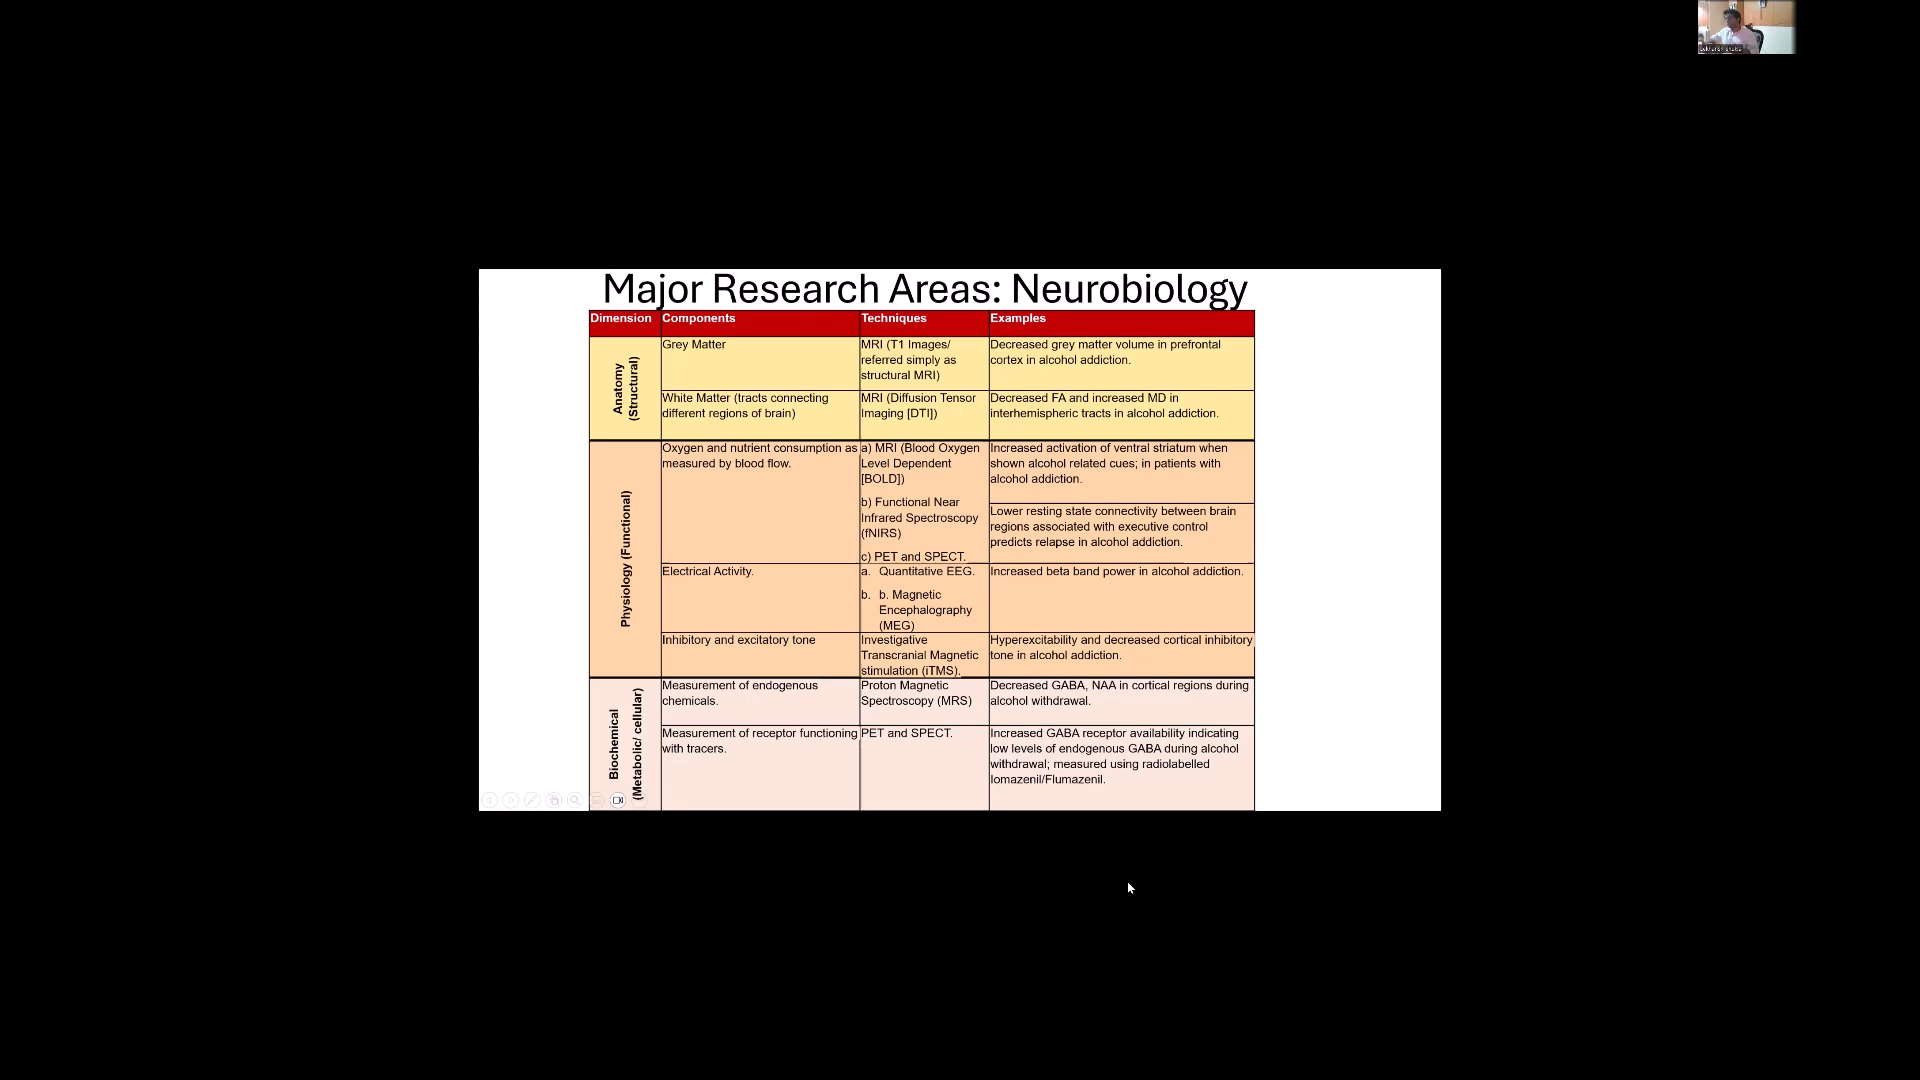 Major Research Areas: Neurobiology
Dimension Components Techniques Examples
Anatomy
(Structural)
Grey Matter
MRI (T1 Images/
referred simply as
structural MRI)
Decreased grey matter volume in prefrontal
cortex in alcohol addiction.
White Matter (tracts connecting
different regions of brain)
MRI (Diffusion Tensor
Imaging [DTI])
Decreased FA and increased MD in
interhemispheric tracts in alcohol addiction.
Physiology (Functional)
Oxygen and nutrient consumption as
measured by blood flow.
a) MRI (Blood Oxygen
Level Dependent
[BOLD])
b) Functional Near
Infrared Spectroscopy
(fNIRS)
c) PET and SPECT.
Increased activation of ventral striatum when
shown alcohol related cues; in patients with
alcohol addiction.
Lower resting state connectivity between brain
regions associated with executive control
predicts relapse in alcohol addiction.
Electrical Activity.
a. Quantitative EEG.
b. b. Magnetic
Encephalography
(MEG)
Increased beta band power in alcohol addiction.
Inhibitory and excitatory tone
Investigative
Transcranial Magnetic
stimulation (iTMS).
Hyperexcitability and decreased cortical inhibitory
tone in alcohol addiction.
Biochemical
(Metabolic/ cellular)
Measurement of endogenous
chemicals.
Proton Magnetic
Spectroscopy (MRS)
Decreased GABA, NAA in cortical regions during
alcohol withdrawal.
Measurement of receptor functioning
with tracers.
PET and SPECT.
Increased GABA receptor availability indicating
low levels of endogenous GABA during alcohol
withdrawal; measured using radiolabelled
Iomazenil/Flumazenil.